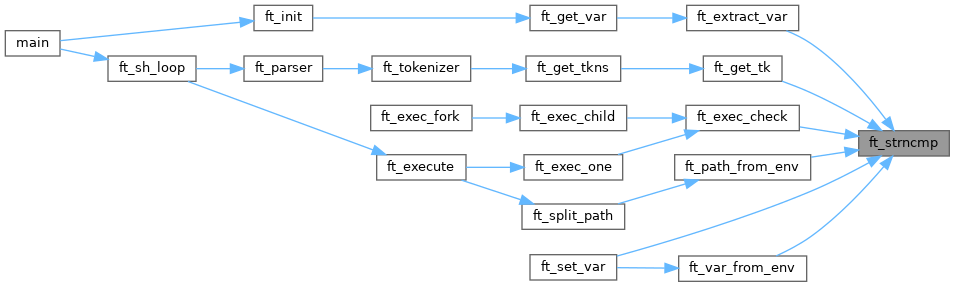 main
ft_init
ft_get_var
ft_extract_var
ft_sh_loop
ft_parser
ft_tokenizer
ft_get_tkns
ft_get_tk
ft_exec_fork
ft_exec_child
ft_exec_check
ft_strncmp
ft_execute
ft_exec_one
ft_path_from_env
ft_split_path
ft_set_var
ft_var_from_env